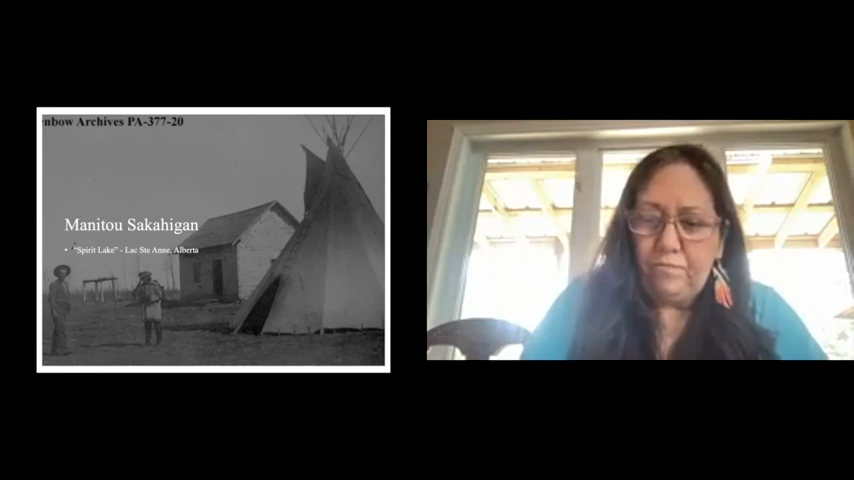 nbow Archives PA-377-20
Manitou Sakahigan
• "Spirit Lake" - Lac Ste Anne, Alberta